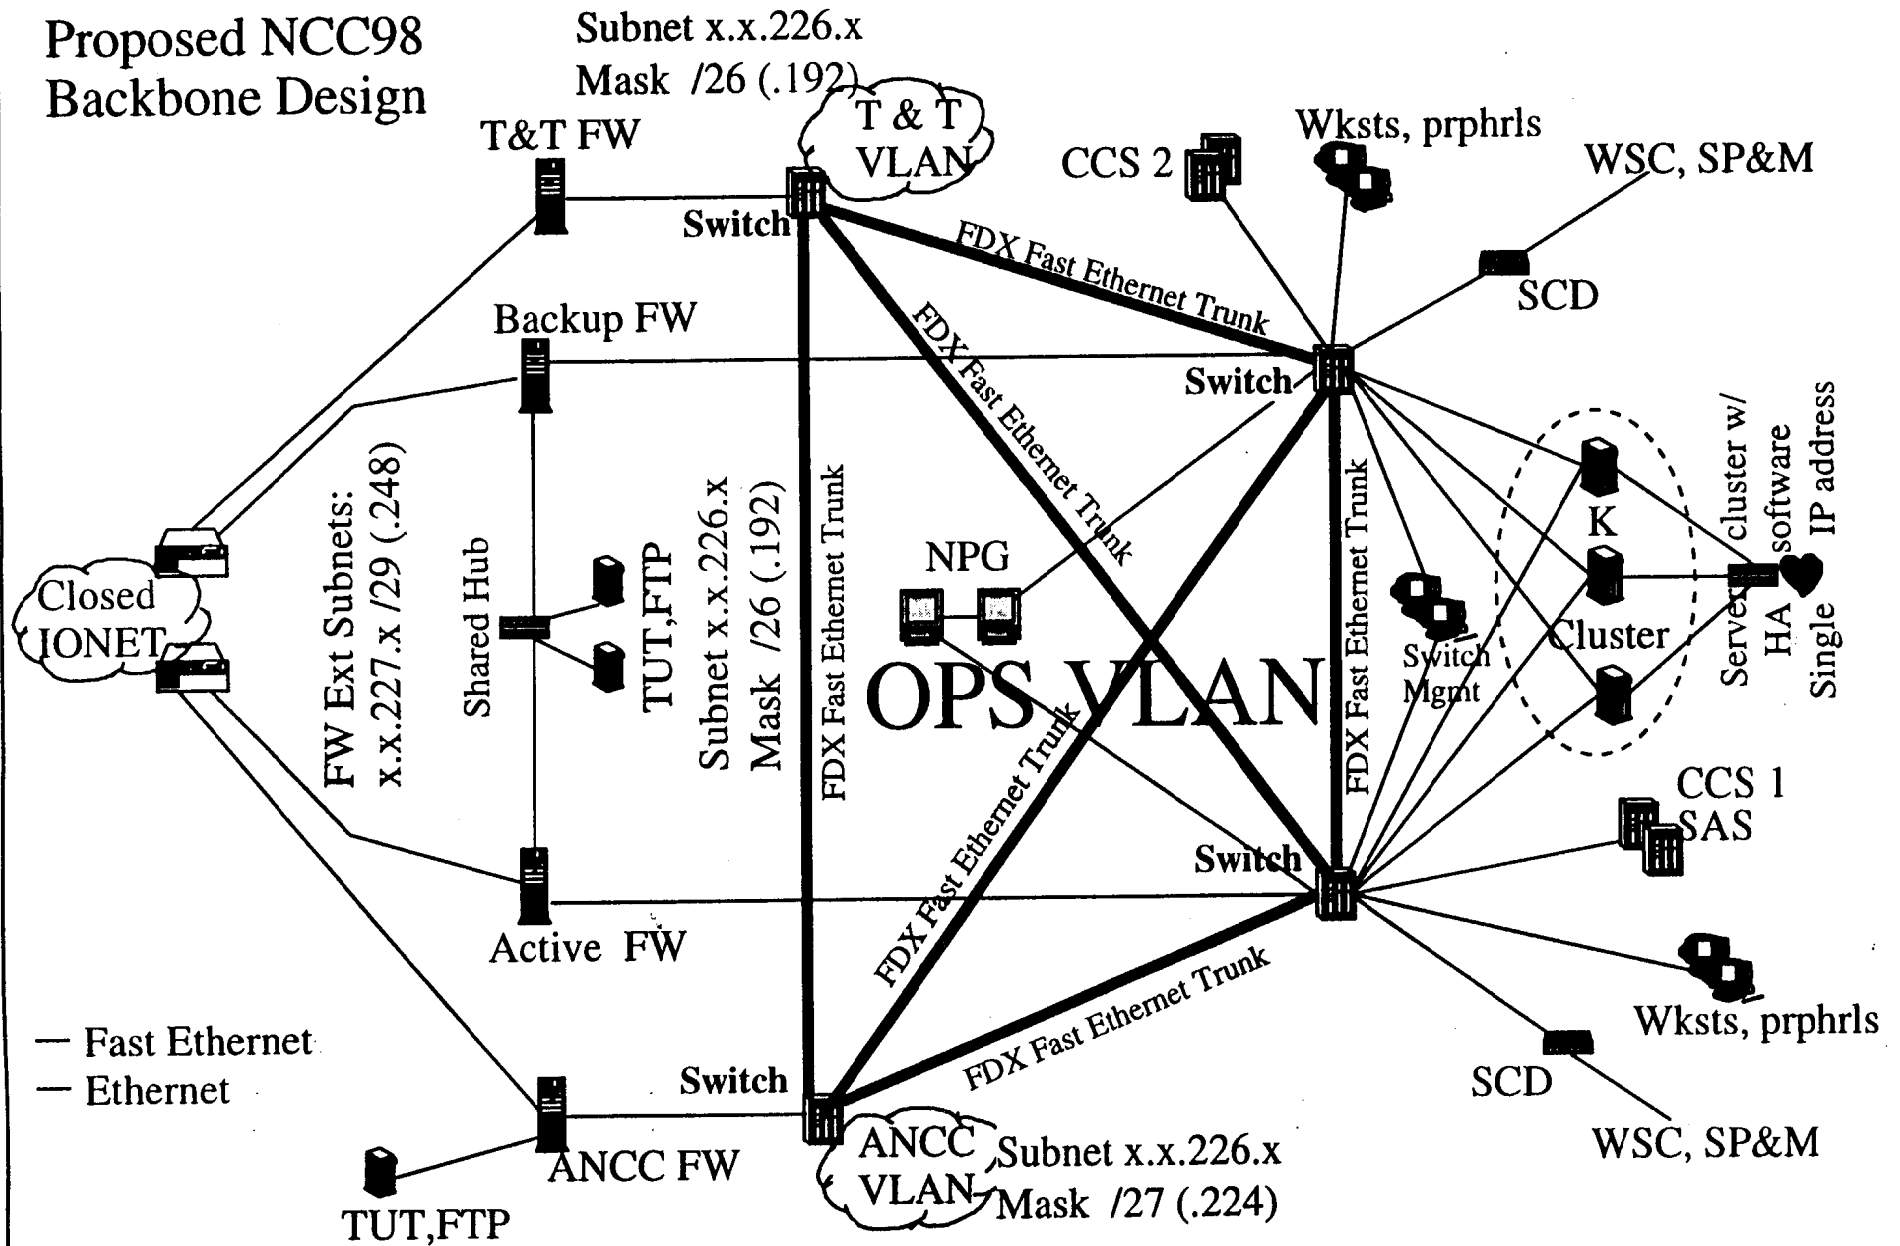 Proposed NCC98
Backbone Design
Subnet x.x.226.x
Mask /26 (.192)
T & T
VLAN
T&T FW
Switch
CCS 2
Wksts, prphrls
WSC, SP&M
SCD
FDX Fast Ethernet Trunk
Backup FW
Switch
FDX Fast Ethernet Trunk
Closed
IONET
FW Ext Subnets:
x.x.227.x /29 (.248)
Shared Hub
TUT,FTP
Subnet x.x.226.x
Mask /26 (.192)
FDX Fast Ethernet Trunk
NPG
OPS VLAN
FDX Fast Ethernet Trunk
FDX Fast Ethernet Trunk
Switch
Mgmt
K
Cluster
Server cluster w/
HA software
Single IP address
CCS 1
SAS
Switch
Active FW
FDX Fast Ethernet Trunk
Wksts, prphrls
SCD
WSC, SP&M
— Fast Ethernet
— Ethernet
Switch
ANCC FW
TUT,FTP
ANCC
VLAN
Subnet x.x.226.x
Mask /27 (.224)